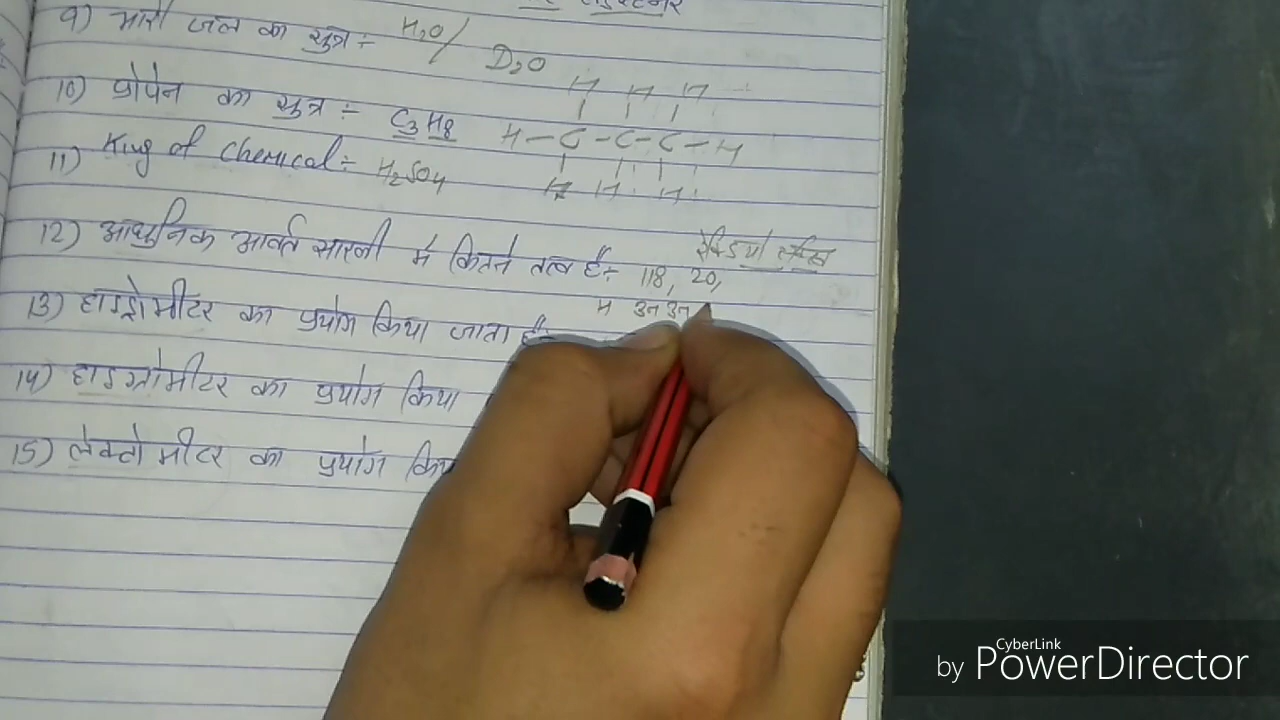 9) भारी जल का सूत्र ÷ H2O/ D2O
10) प्रोपेन का सूत्र ÷ C3H8
H H H
H-C-C-C-H
H H H
11) King of Chemical ÷ H2SO4
12) आधुनिक आवर्त सारनी मे कितने तत्व है ÷ 118, 20,
13) हाइड्रोमीटर का प्रयोग किया जाता है
14) हाइग्रोमीटर का प्रयोग किया
15) लेक्टोमीटर का प्रयोग
by CyberLink PowerDirector